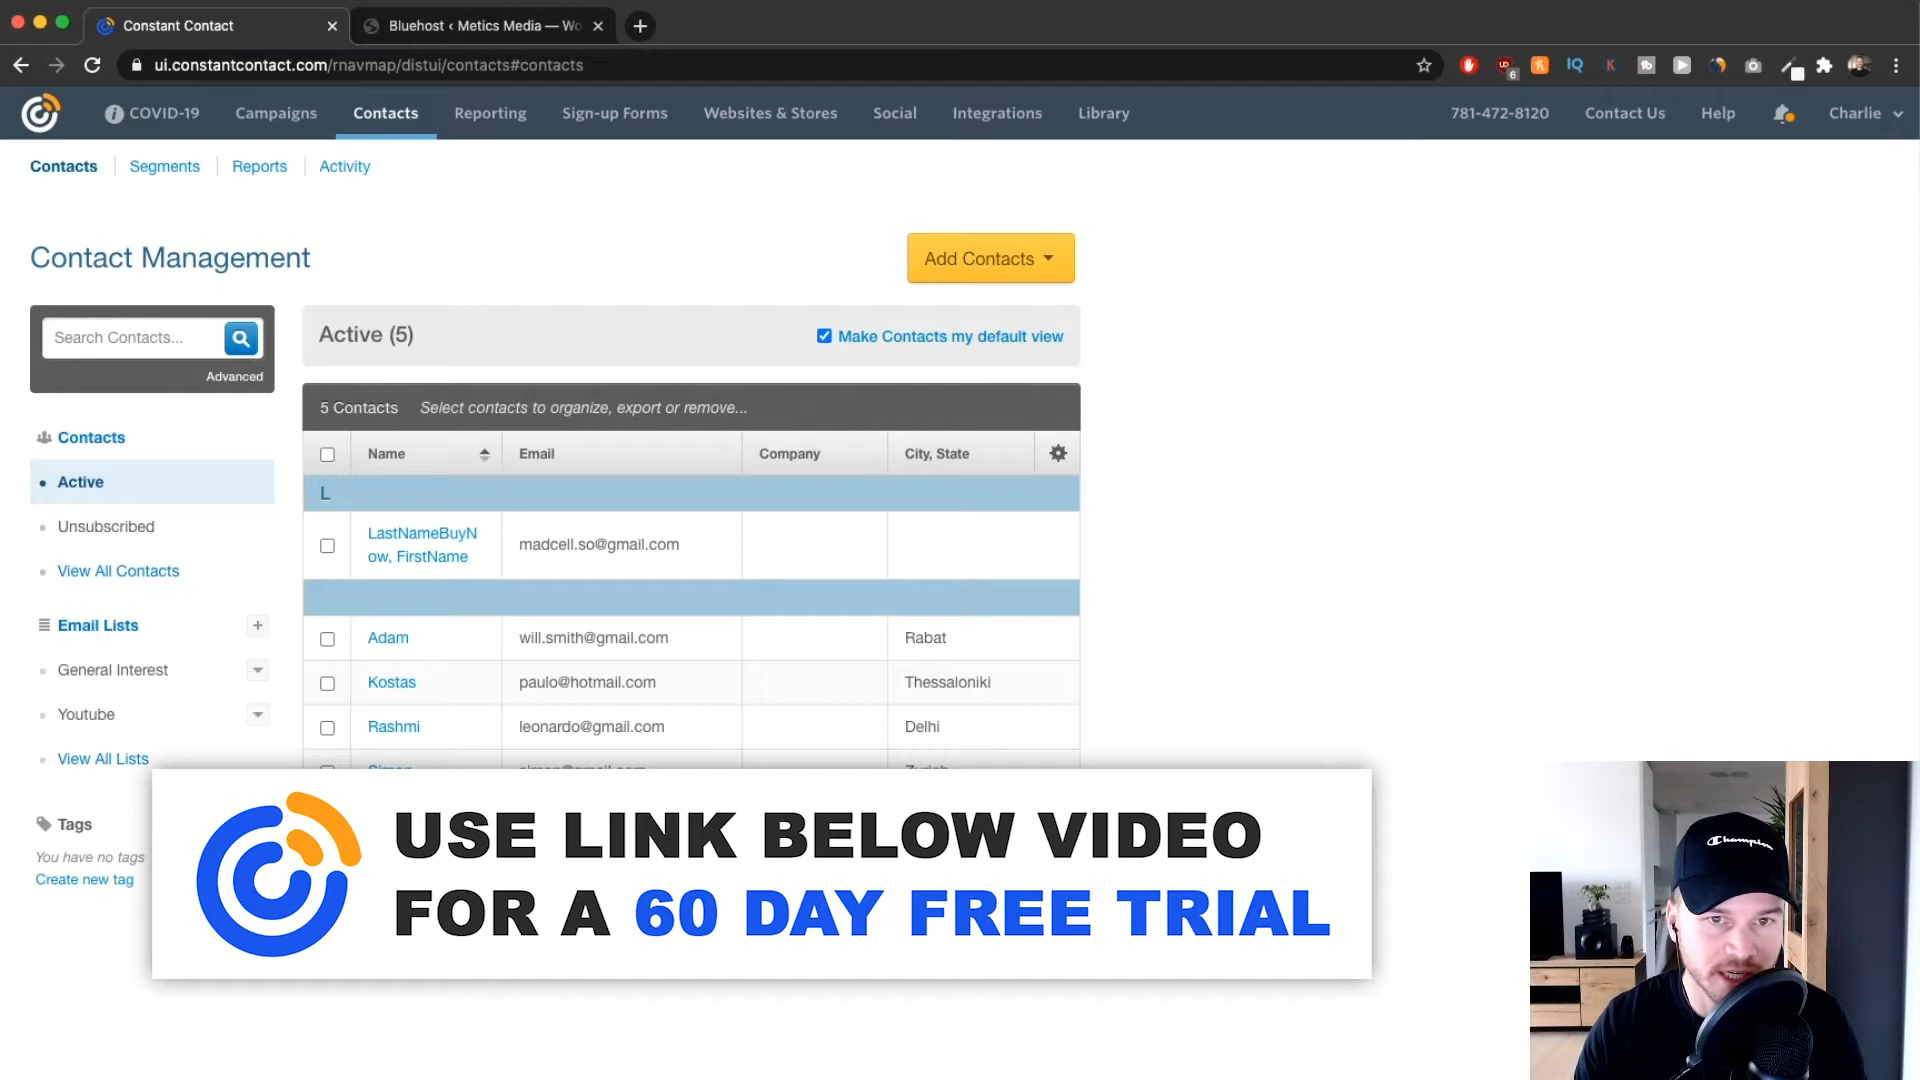 Constant Contact
Bluehost ‹ Metics Media — Wo
ui.constantcontact.com/rnavmap/distui/contacts#contacts
COVID-19
Campaigns
Contacts
Reporting
Sign-up Forms
Websites & Stores
Social
Integrations
Library
781-472-8120
Contact Us
Help
Charlie
Contacts
Segments
Reports
Activity
Contact Management
Add Contacts
Search Contacts...
Advanced
Active (5)
Make Contacts my default view
5 Contacts Select contacts to organize, export or remove...
Name
Email
Company
City, State
L
LastNameBuyN
ow, FirstName
madcell.so@gmail.com
Adam
will.smith@gmail.com
Rabat
Kostas
paulo@hotmail.com
Thessaloniki
Rashmi
leonardo@gmail.com
Delhi
Contacts
Active
Unsubscribed
View All Contacts
Email Lists
General Interest
Youtube
View All Lists
Tags
You have no tags
Create new tag
USE LINK BELOW VIDEO
FOR A 60 DAY FREE TRIAL
Champion